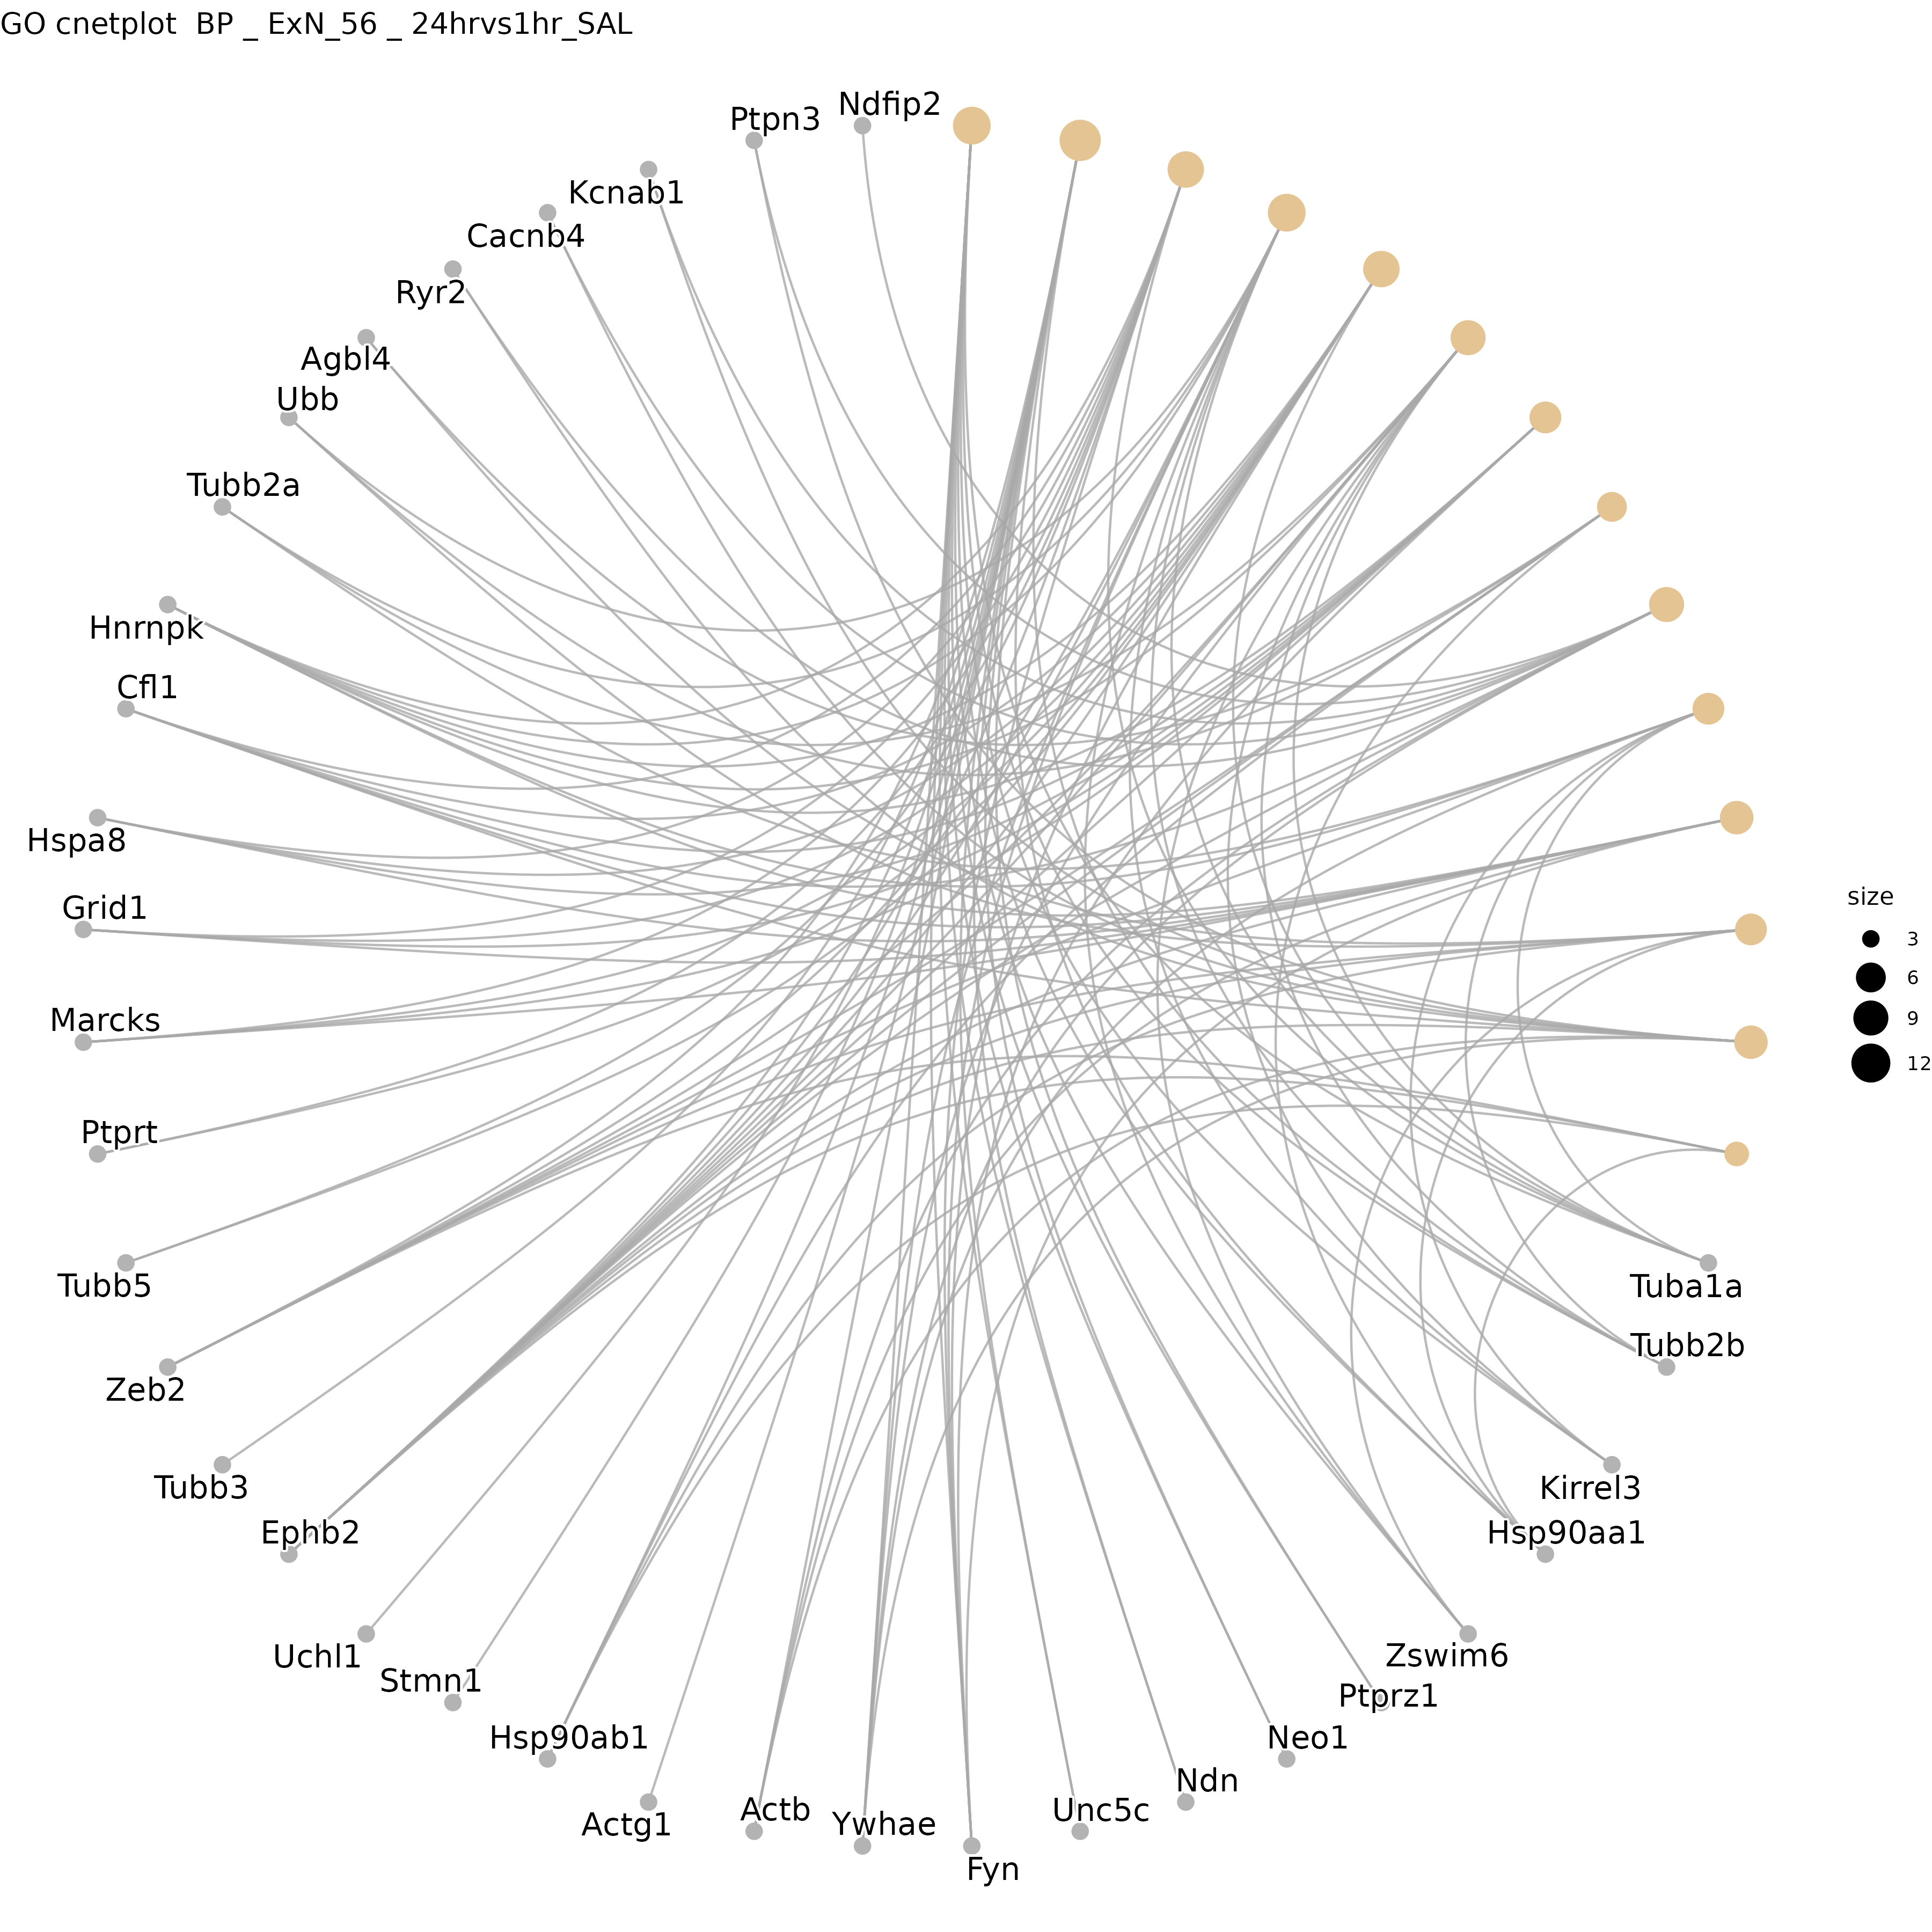 GO cnetplot  BP _ ExN_56 _ 24hrvs1hr_SAL
Ndfip2
Ptpn3
Kcnab1
Cacnb4
Ryr2
Agbl4
Ubb
Tubb2a
Hnrnpk
Cfl1
Hspa8
Grid1
Marcks
Ptprt
Tubb5
Zeb2
Tubb3
Ephb2
Uchl1
Stmn1
Hsp90ab1
Actg1
Actb
Ywhae
Fyn
Unc5c
Ndn
Neo1
Ptprz1
Zswim6
Hsp90aa1
Kirrel3
Tubb2b
Tuba1a
size
3
6
9
12